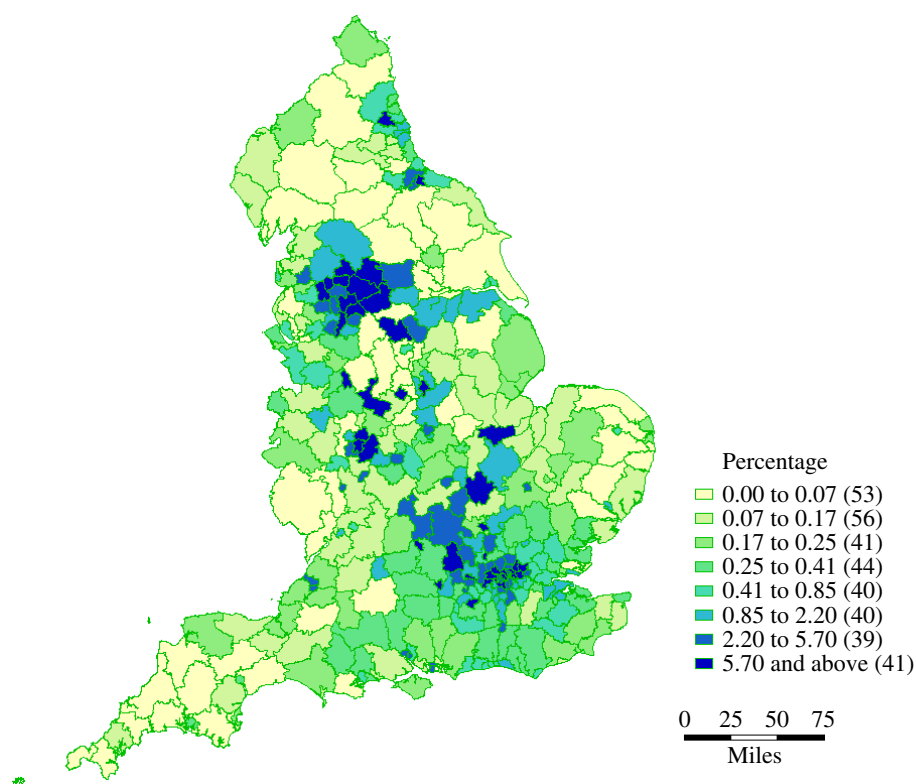 Percentage
0.00 to 0.07 (53)
0.07 to 0.17 (56)
0.17 to 0.25 (41)
0.25 to 0.41 (44)
0.41 to 0.85 (40)
0.85 to 2.20 (40)
2.20 to 5.70 (39)
5.70 and above (41)
0 25 50 75
Miles